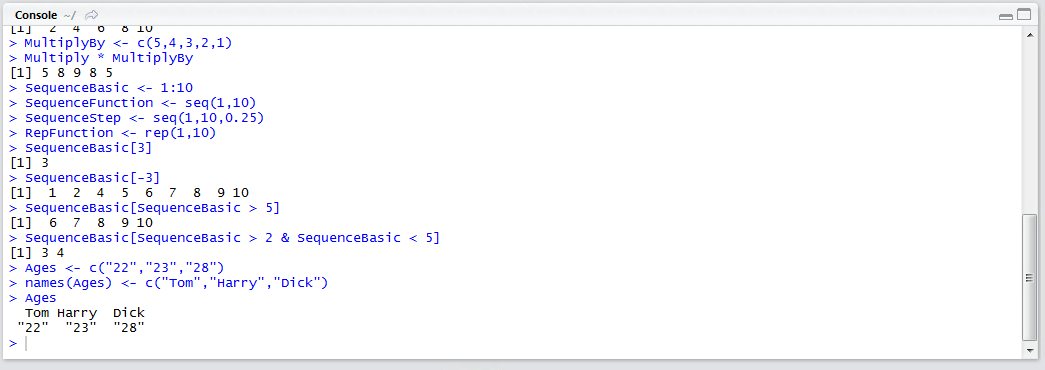 Console ~/
[1] 2 4 6 8 10
> MultiplyBy <- c(5,4,3,2,1)
> Multiply * MultiplyBy
[1] 5 8 9 8 5
> SequenceBasic <- 1:10
> SequenceFunction <- seq(1,10)
> SequenceStep <- seq(1,10,0.25)
> RepFunction <- rep(1,10)
> SequenceBasic[3]
[1] 3
> SequenceBasic[-3]
[1]  1  2  4  5  6  7  8  9 10
> SequenceBasic[SequenceBasic > 5]
[1]  6  7  8  9 10
> SequenceBasic[SequenceBasic > 2 & SequenceBasic < 5]
[1] 3 4
> Ages <- c("22","23","28")
> names(Ages) <- c("Tom","Harry","Dick")
> Ages
  Tom Harry  Dick
 "22"  "23"  "28"
>